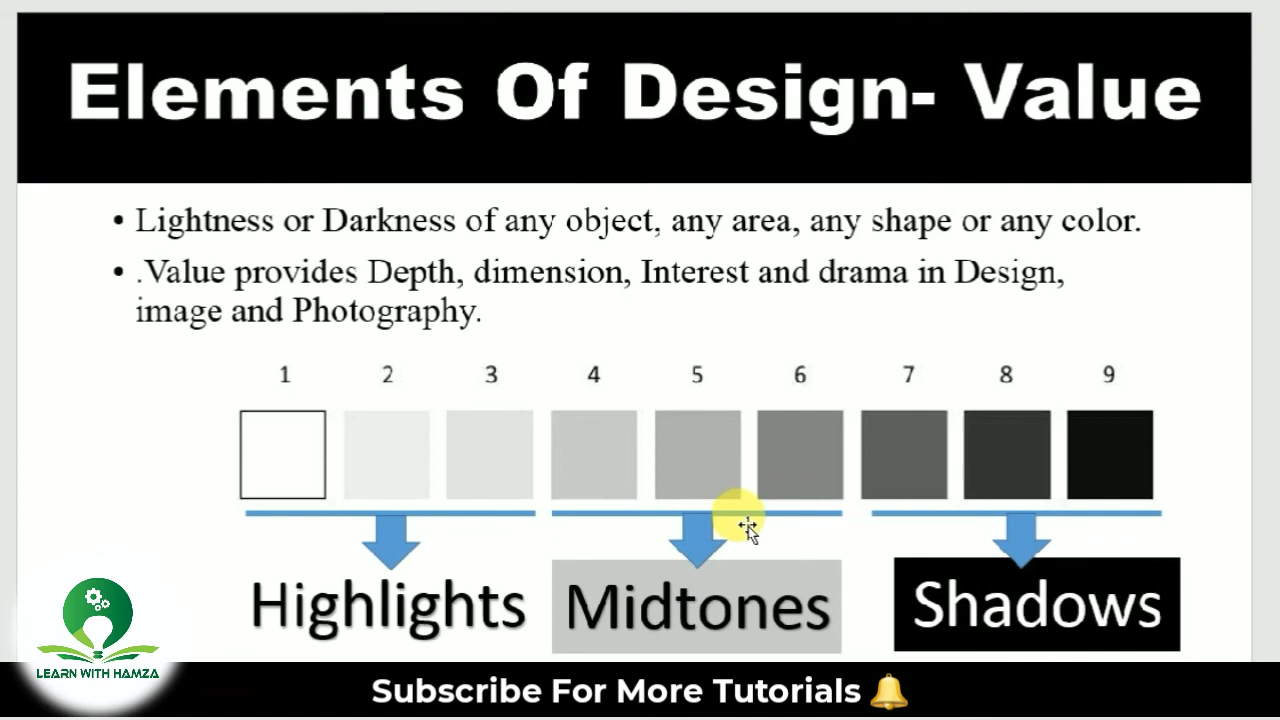 Elements Of Design- Value
• Lightness or Darkness of any object, any area, any shape or any color.
• .Value provides Depth, dimension, Interest and drama in Design,
image and Photography.
1 2 3 4 5 6 7 8 9
Highlights Midtones Shadows
LEARN WITH HAMZA
Subscribe For More Tutorials 🔔